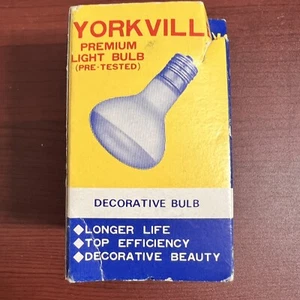 YORKVILL
PREMIUM
LIGHT BULB
(PRE-TESTED)
DECORATIVE BULB
◆LONGER LIFE
◆TOP EFFICIENCY
◆DECORATIVE BEAUTY